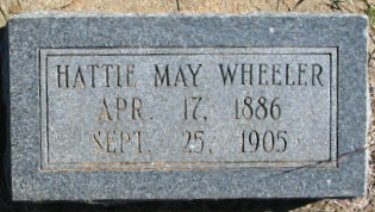 HATTIE MAY WHEELER
APR. 17, 1886
SEPT. 25, 1905